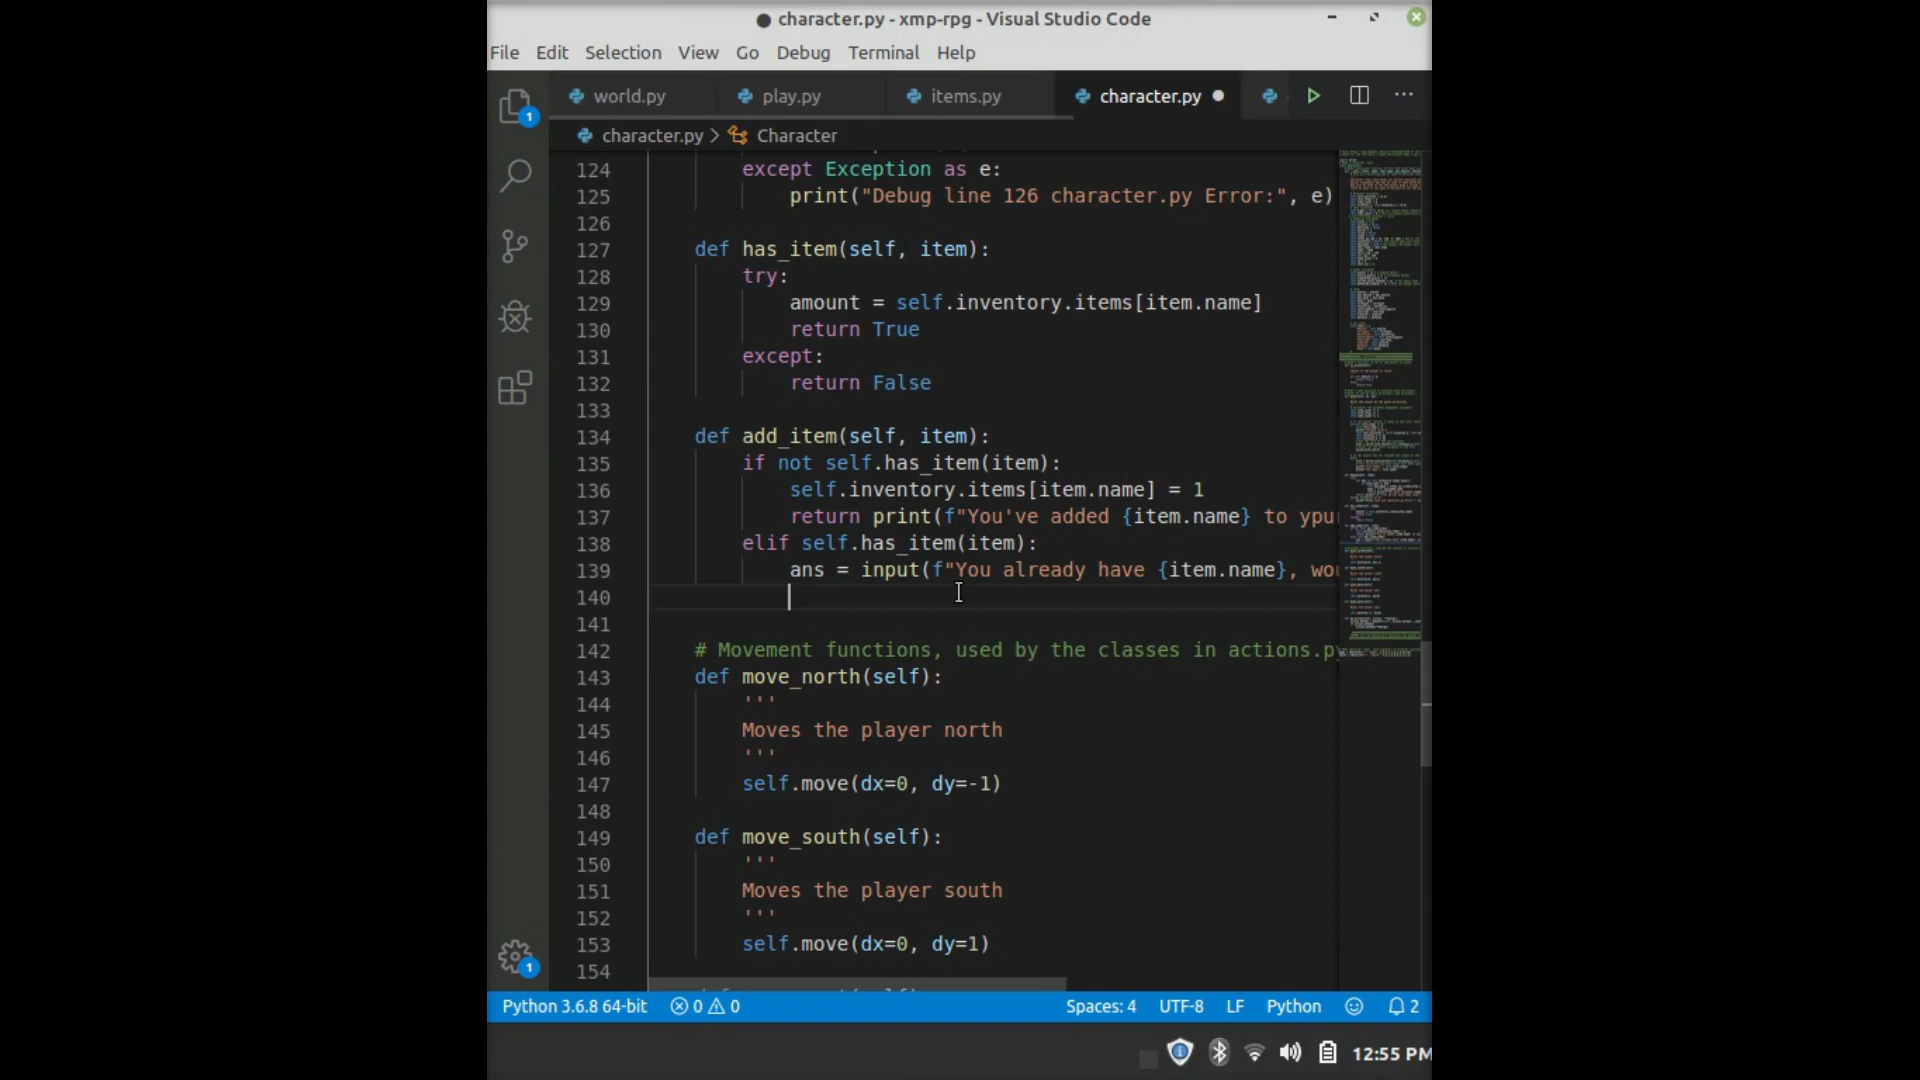 character.py - xmp-rpg - Visual Studio Code
File Edit Selection View Go Debug Terminal Help
world.py play.py items.py character.py
character.py > Character
1
124 except Exception as e:
125 print("Debug line 126 character.py Error:", e)
126
127 def has_item(self, item):
128 try:
129 amount = self.inventory.items[item.name]
130 return True
131 except:
132 return False
133
134 def add_item(self, item):
135 if not self.has_item(item):
136 self.inventory.items[item.name] = 1
137 return print(f"You've added {item.name} to ypur
138 elif self.has_item(item):
139 ans = input(f"You already have {item.name}, wou
140
141
142 # Movement functions, used by the classes in actions.p
143 def move_north(self):
144 '''
145 Moves the player north
146 '''
147 self.move(dx=0, dy=-1)
148
149 def move_south(self):
150 '''
151 Moves the player south
152 '''
153 self.move(dx=0, dy=1)
154
1
Python 3.6.8 64-bit 0 0 Spaces: 4 UTF-8 LF Python 2
12:55 PM